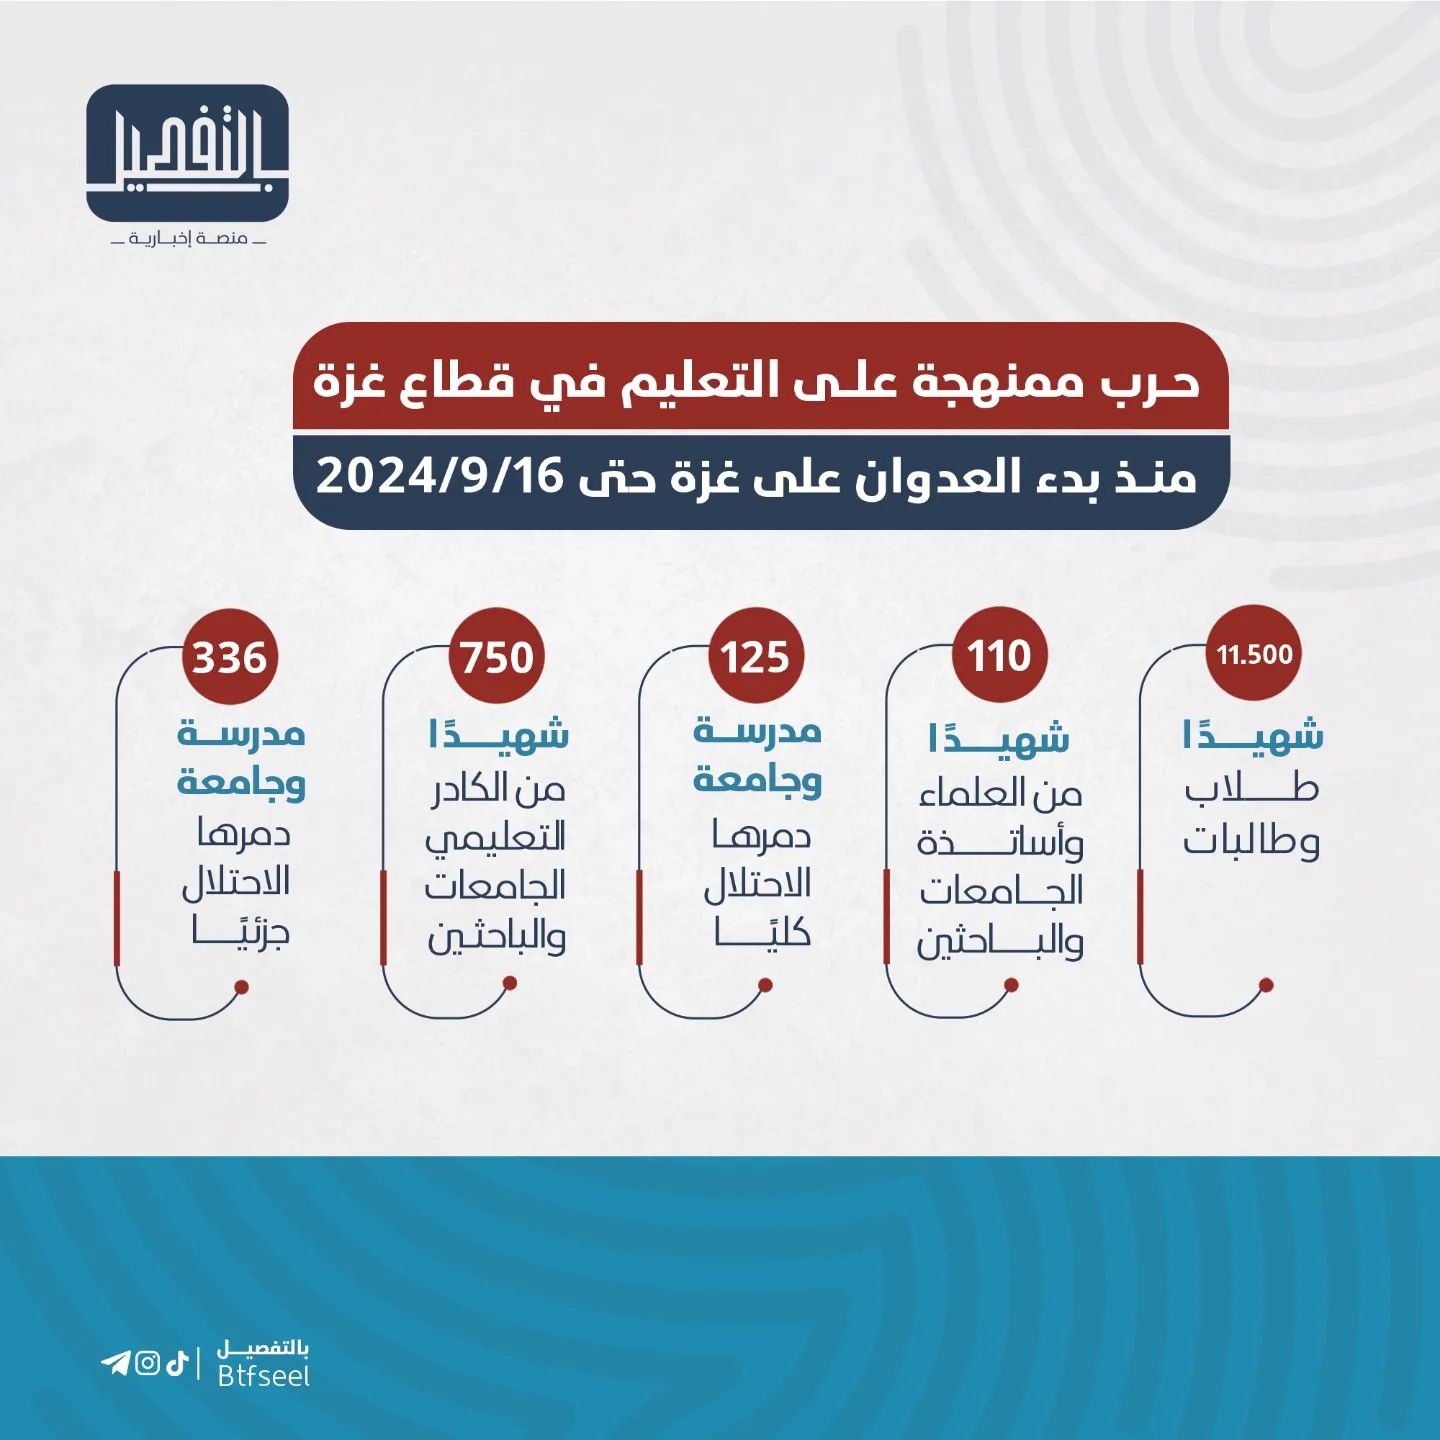 بالتفصيل
منصة إخبارية
حرب ممنهجة على التعليم في قطاع غزة
منذ بدء العدوان على غزة حتى 2024/9/16
11.500
شهيدًا
طلاب
وطالبات
110
شهيدًا
من العلماء
وأساتذة
الجامعات
والباحثين
125
مدرسة
وجامعة
دمرها
الاحتلال
كليًا
750
شهيدًا
من الكادر
التعليمي
الجامعات
والباحثين
336
مدرسة
وجامعة
دمرها
الاحتلال
جزئيًا
بالتفصيل
Btfseel